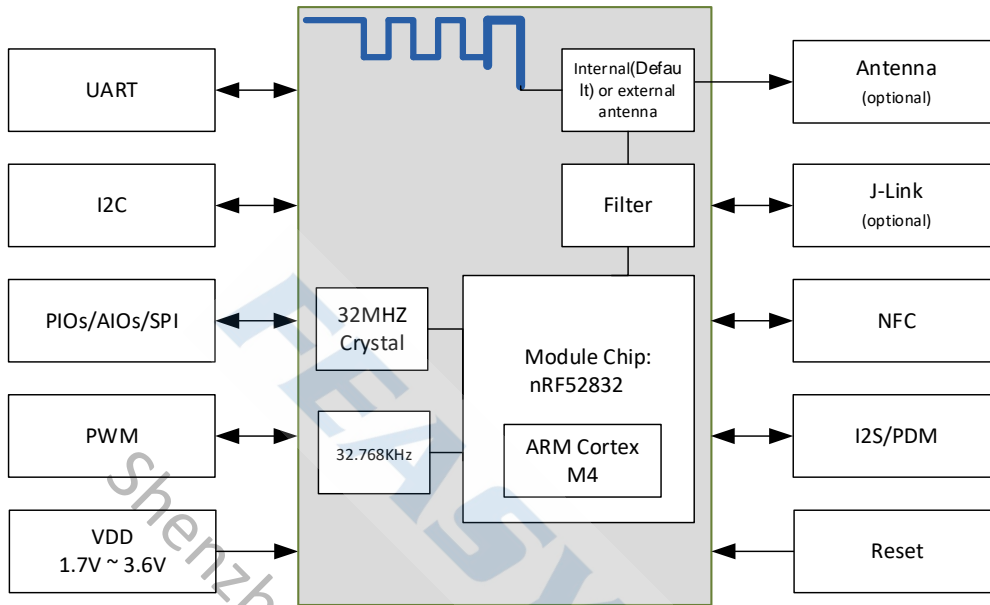 UART
I2C
PIOs/AIOs/SPI
PWM
VDD
1.7V ~ 3.6V
Internal(Defau
lt) or external
antenna
Filter
32MHZ
Crystal
32.768KHz
Module Chip:
nRF52832
ARM Cortex
M4
Antenna
(optional)
J-Link
(optional)
NFC
I2S/PDM
Reset
FEASY
Shenzh